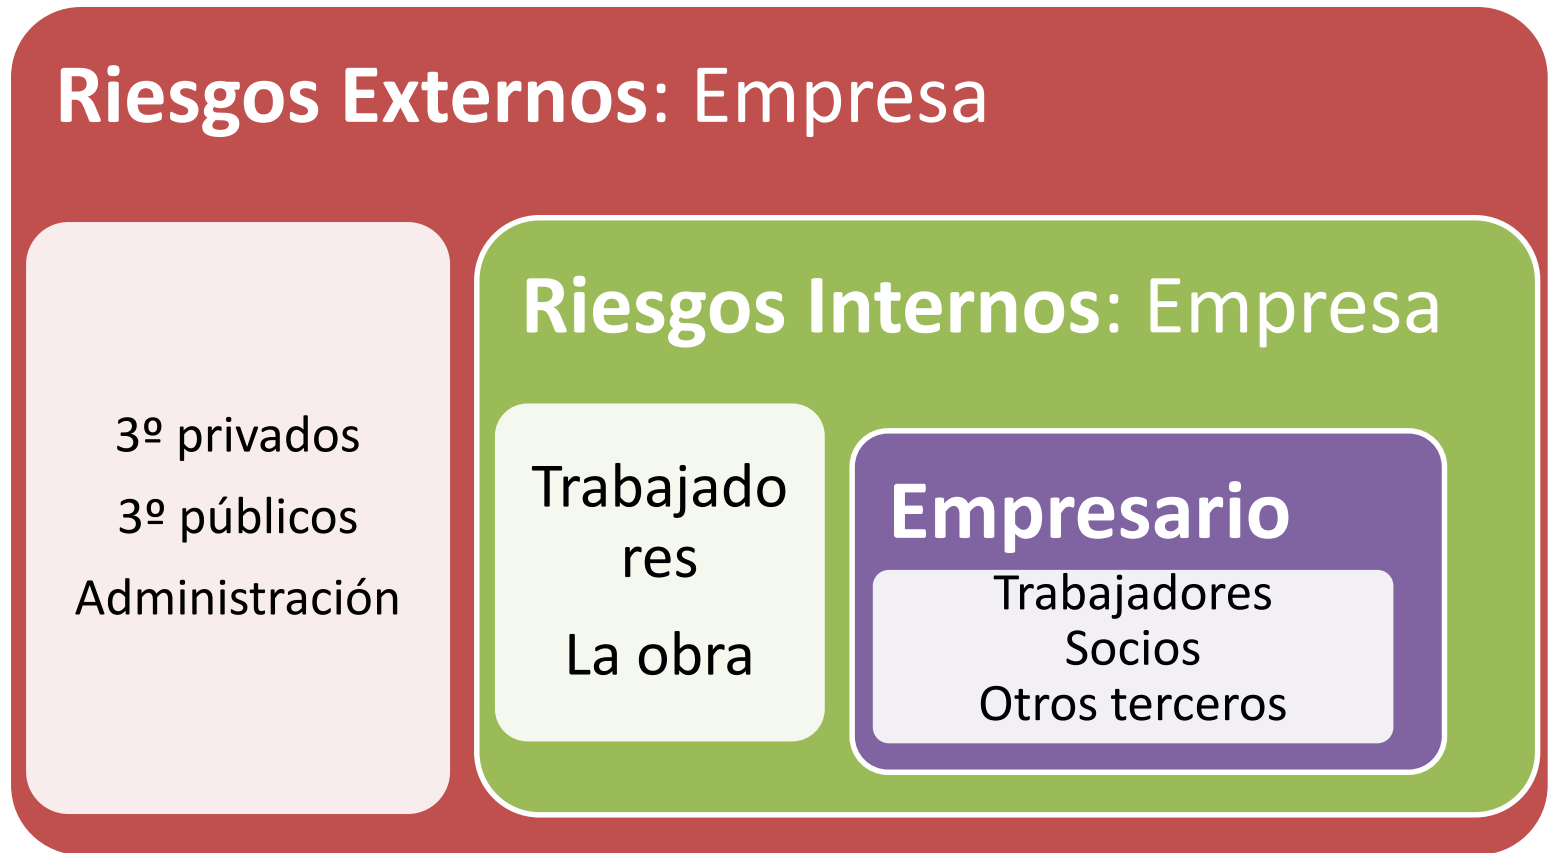 Riesgos Externos: Empresa
3º privados
3º públicos
Administración
Riesgos Internos: Empresa
Trabajado
res
La obra
Empresario
Trabajadores
Socios
Otros terceros